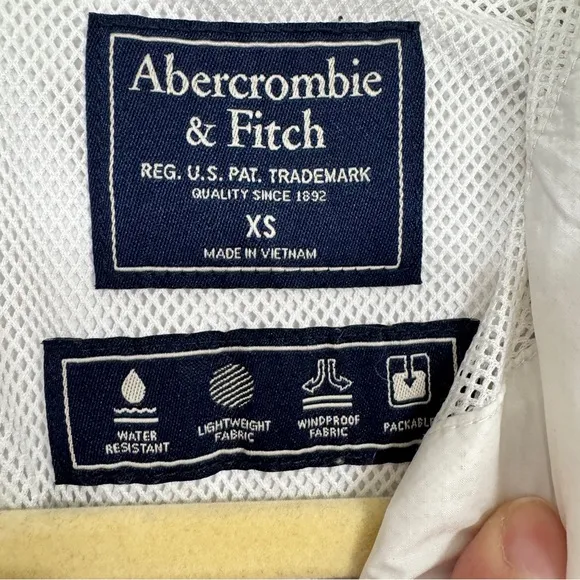 Abercrombie
& Fitch
REG. U.S. PAT. TRADEMARK
QUALITY SINCE 1892
XS
MADE IN VIETNAM
WATER
RESISTANT
LIGHTWEIGHT
FABRIC
WINDPROOF
FABRIC
PACKABLE